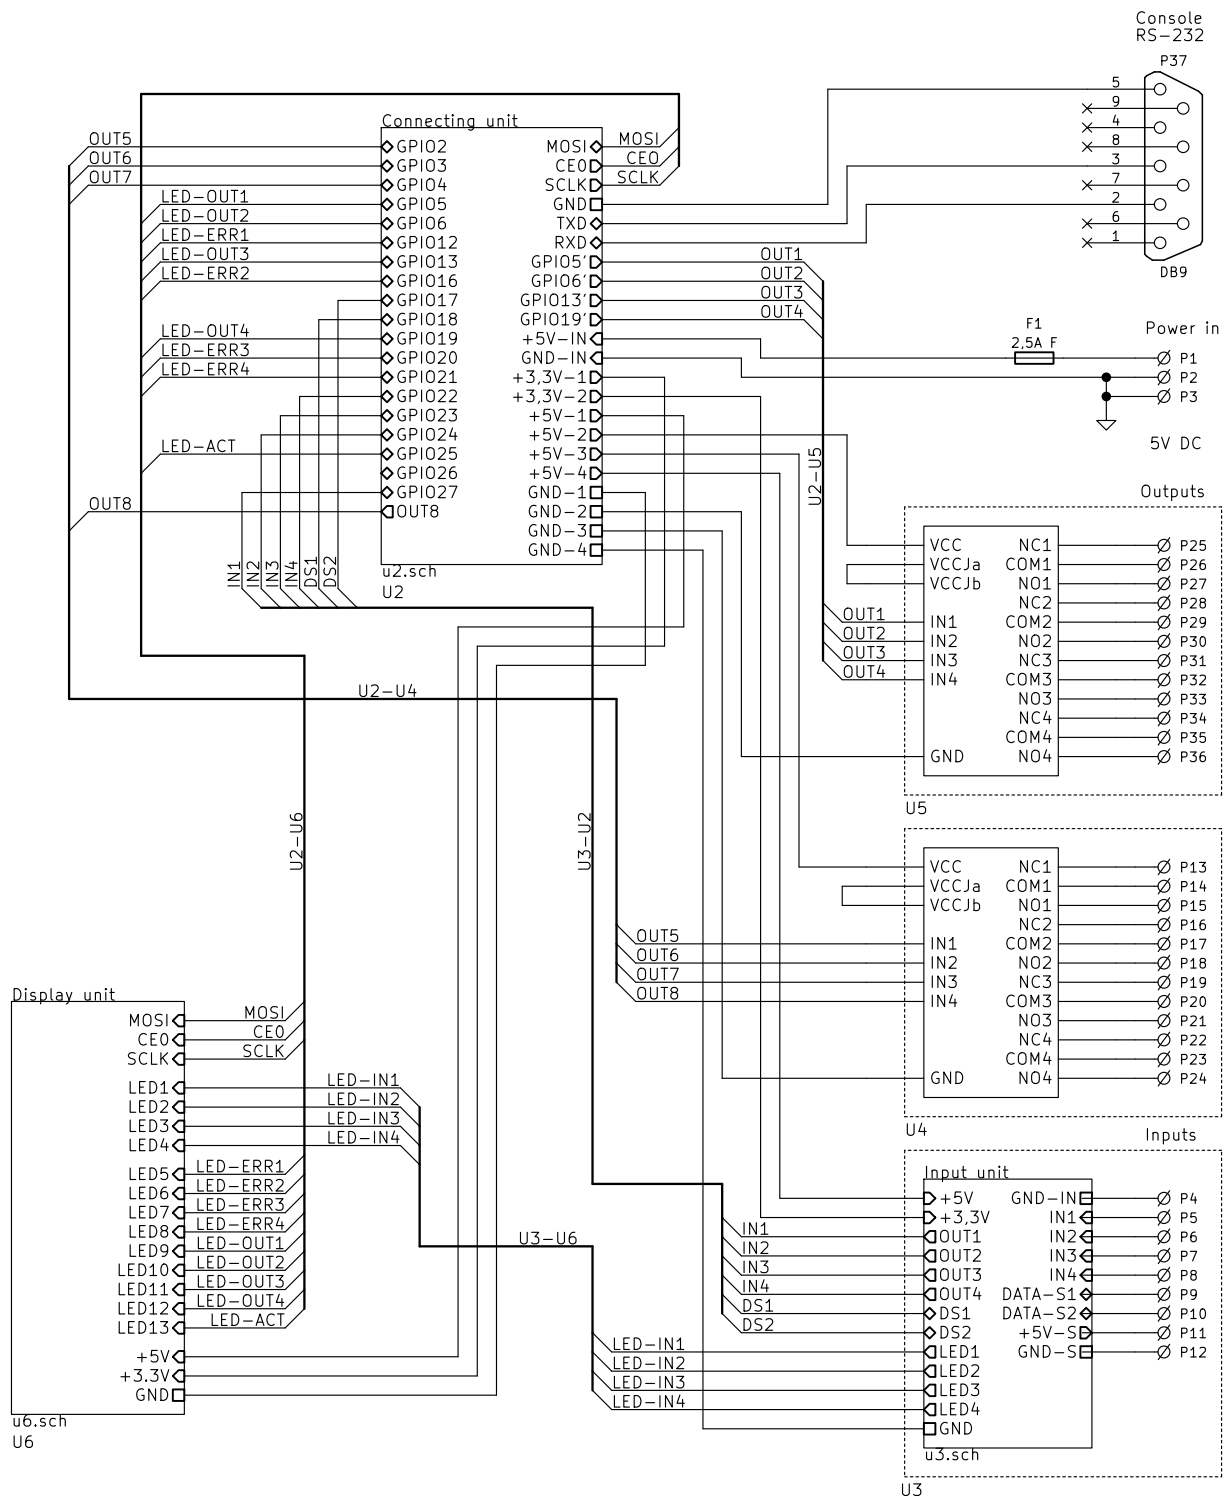 Console
RS-232
P37
5
9
4
8
3
7
2
6
1
DB9
Connecting unit
OUT5
OUT6
OUT7
LED-OUT1
LED-OUT2
LED-ERR1
LED-OUT3
LED-ERR2
LED-OUT4
LED-ERR3
LED-ERR4
LED-ACT
OUT8
GPIO2
GPIO3
GPIO4
GPIO5
GPIO6
GPIO12
GPIO13
GPIO16
GPIO17
GPIO18
GPIO19
GPIO20
GPIO21
GPIO22
GPIO23
GPIO24
GPIO25
GPIO26
GPIO27
OUT8
MOSI
CE0
SCLK
GND
TXD
RXD
GPIO5'
GPIO6'
GPIO13'
GPIO19'
+5V-IN
GND-IN
+3,3V-1
+3,3V-2
+5V-1
+5V-2
+5V-3
+5V-4
GND-1
GND-2
GND-3
GND-4
MOSI
CEO
SCLK
OUT1
OUT2
OUT3
OUT4
u2.sch
U2
IN1
IN2
IN3
IN4
DS1
DS2
F1
2,5A F
Power in
P1
P2
P3
5V DC
U2-U5
U2-U4
U2-U6
U3-U2
U3-U6
Outputs
OUT1
OUT2
OUT3
OUT4
VCC
VCCJa
VCCJb
IN1
IN2
IN3
IN4
GND
NC1
COM1
NO1
NC2
COM2
NO2
NC3
COM3
NO3
NC4
COM4
NO4
P25
P26
P27
P28
P29
P30
P31
P32
P33
P34
P35
P36
U5
OUT5
OUT6
OUT7
OUT8
VCC
VCCJa
VCCJb
IN1
IN2
IN3
IN4
GND
NC1
COM1
NO1
NC2
COM2
NO2
NC3
COM3
NO3
NC4
COM4
NO4
P13
P14
P15
P16
P17
P18
P19
P20
P21
P22
P23
P24
U4
Display unit
MOSI
CE0
SCLK
LED1
LED2
LED3
LED4
LED5
LED6
LED7
LED8
LED9
LED10
LED11
LED12
LED13
+5V
+3.3V
GND
MOSI
CE0
SCLK
LED-IN1
LED-IN2
LED-IN3
LED-IN4
LED-ERR1
LED-ERR2
LED-ERR3
LED-ERR4
LED-OUT1
LED-OUT2
LED-OUT3
LED-OUT4
LED-ACT
u6.sch
U6
Inputs
Input unit
IN1
IN2
IN3
IN4
DS1
DS2
LED-IN1
LED-IN2
LED-IN3
LED-IN4
+5V
+3,3V
OUT1
OUT2
OUT3
OUT4
DS1
DS2
LED1
LED2
LED3
LED4
GND
GND-IN
IN1
IN2
IN3
IN4
DATA-S1
DATA-S2
+5V-S
GND-S
P4
P5
P6
P7
P8
P9
P10
P11
P12
u3.sch
U3